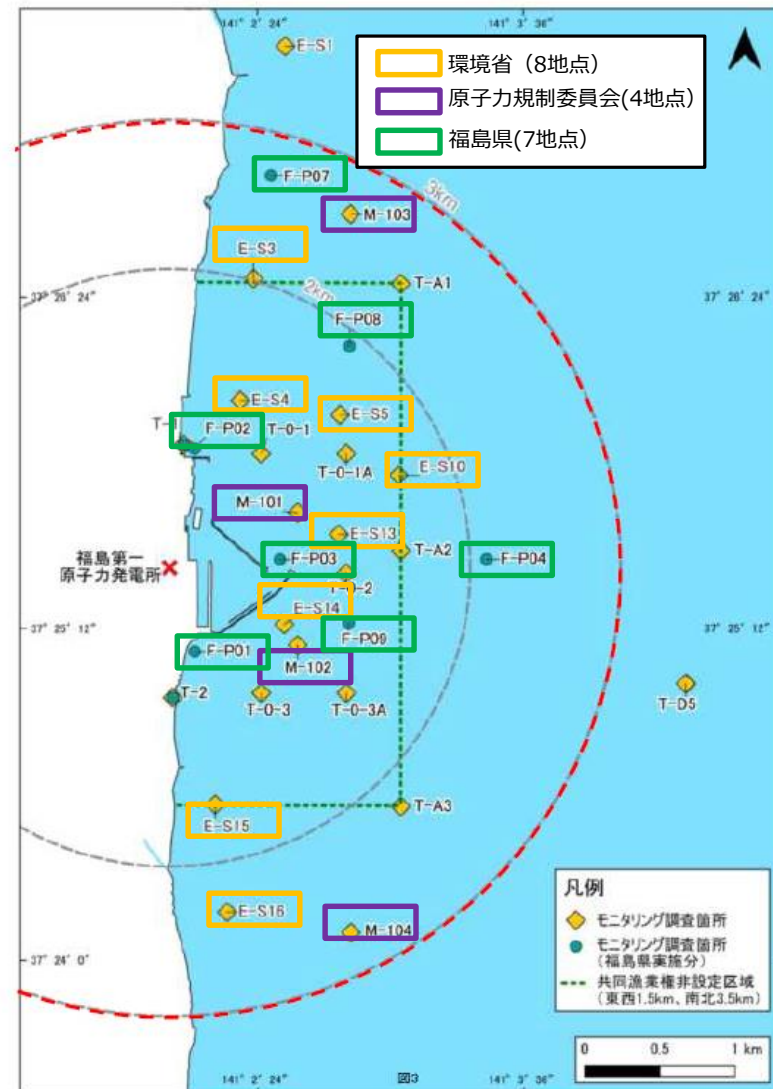 141° 2' 24"
141° 3' 36"
E-S1
環境省（8地点）
原子力規制委員会(4地点）
福島県(7地点）
F-P07
3km
M-103
E-S3
T-A1
37° 26' 24"
37° 26' 24"
2km
F-P08
E-S4
E-S5
T-1
F-P02
T-0-1
T-0-1A
E-S10
M-101
E-S13
T-A2
福島第一
原子力発電所
F-P03
F-P04
T-0-2
E-S14
37° 25' 12"
37° 25' 12"
F-P09
F-P01
M-102
T-2
T-0-3
T-0-3A
T-D5
T-A3
E-S15
E-S16
M-104
37° 24' 0"
凡例
モニタリング調査箇所
モニタリング調査箇所
（福島県実施分）
共同漁業権非設定区域
（東西1.5km、南北3.5km）
0 0.5 1 km
141° 2' 24"
図3
141° 3' 36"